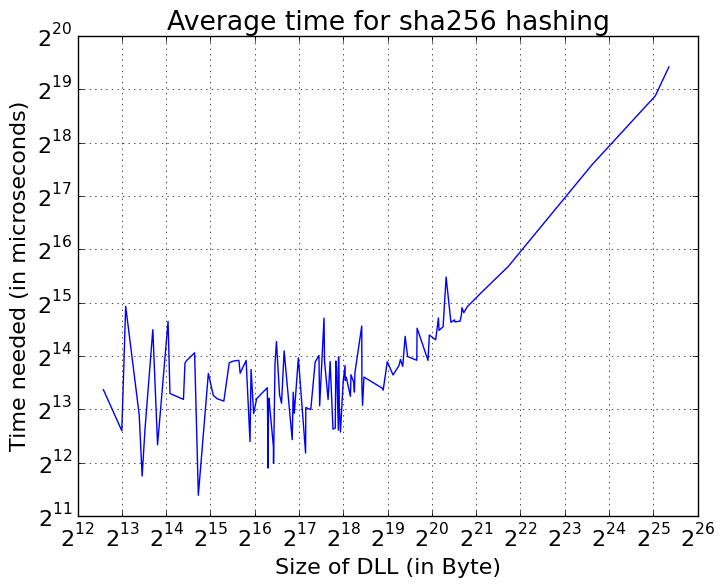 Average time for sha256 hashing
Time needed (in microseconds)
2^20
2^19
2^18
2^17
2^16
2^15
2^14
2^13
2^12
2^11
2^12 2^13 2^14 2^15 2^16 2^17 2^18 2^19 2^20 2^21 2^22 2^23 2^24 2^25 2^26
Size of DLL (in Byte)